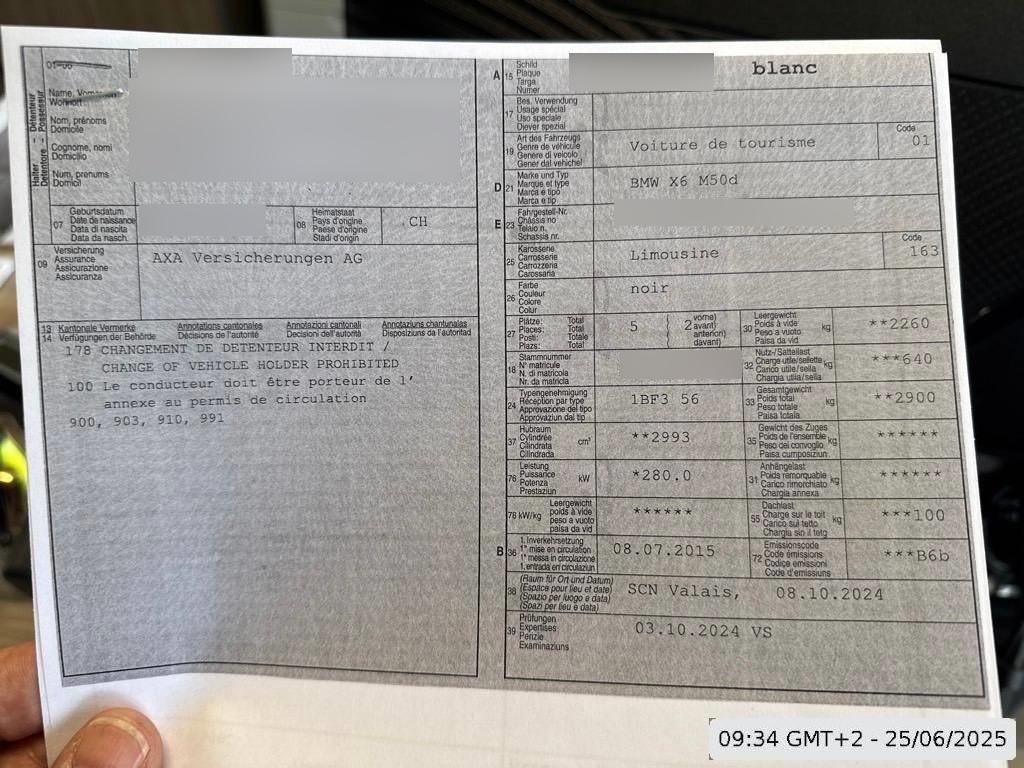 01-06
Name, Vornamen
Wohnort
Nom, prénoms
Domicile
Cognome, nomi
Domicilio
Num, prenums
Domicil
Halter – Détenteur
Detentore – Possessur
07
Geburtsdatum
Date de naissance
Data di nascita
Data da nasch.
08
Heimatstaat
Pays d'origine
Paese d'origine
Stadi d'origin
CH
09
Versicherung
Assurance
Assicurazione
Assicuranza
AXA Versicherungen AG
13 Kantonale Vermerke Annotations cantonales Annotazioni cantonali Annotaziuns chantunalas
14 Verfügungen der Behörde Décisions de l'autorité Decisioni dell'autorità Disposiziuns da l'autoritad
178 CHANGEMENT DE DETENTEUR INTERDIT /
CHANGE OF VEHICLE HOLDER PROHIBITED
100 Le conducteur doit être porteur de l'
annexe au permis de circulation
900, 903, 910, 991
A 15
Schild
Plaque
Targa
Numer
blanc
17
Bes. Verwendung
Usage spécial
Uso speciale
Diever spezial
19
Art des Fahrzeugs
Genre de véhicule
Genere di veicolo
Gener dal vehichel
Voiture de tourisme
Code
01
D 21
Marke und Typ
Marque et type
Marca e tipo
Marca e tip
BMW X6 M50d
E 23
Fahrgestell-Nr.
Châssis no
Telaio n.
Schassis nr.
25
Karosserie
Carrosserie
Carrozzeria
Carossaria
Limousine
Code
163
26
Farbe
Couleur
Colore
Colur
noir
27
Plätze: Total
Places: Total
Posti: Totale
Plazs: Total
5
2
vorne)
avant)
anteriori)
davant)
30
Leergewicht
Poids à vide
Peso a vuoto
Paisa da vid
kg
**2260
18
Stammnummer
N° matricule
N. di matricola
Nr. da matricla
32
Nutz-/Sattellast
Charge utile/sellette
Carico utile/sella
Chargia utila/sella
kg
***640
24
Typengenehmigung
Réception par type
Approvazione del tipo
Approvaziun dal tip
1BF3 56
33
Gesamtgewicht
Poids total
Peso totale
Paisa totala
kg
**2900
37
Hubraum
Cylindrée
Cilindrata
Cilindrada
cm³
**2993
35
Gewicht des Zuges
Poids de l'ensemble
Peso del convoglio
Paisa cumposiziun
kg
******
76
Leistung
Puissance
Potenza
Prestaziun
kW
*280.0
31
Anhängelast
Poids remorquable
Carico rimorchiato
Chargia annexa
kg
******
78 kW/kg
Leergewicht
poids à vide
peso a vuoto
paisa da vid
******
55
Dachlast
Charge sur le toit
Carico sul tetto
Chargia sin il tetg
kg
***100
B 36
1. Inverkehrsetzung
1re mise en circulation
1a messa in circolazione
1. entrada en circulaziun
08.07.2015
72
Emissionscode
Code émissions
Codice emissioni
Code d'emissiuns
***B6b
38
(Raum für Ort und Datum)
(Espace pour lieu et date)
(Spazio per luogo e data)
(Spazi per lieu e data)
SCN Valais, 08.10.2024
39
Prüfungen
Expertises
Perizie
Examinaziuns
03.10.2024 VS
09:34 GMT+2 - 25/06/2025